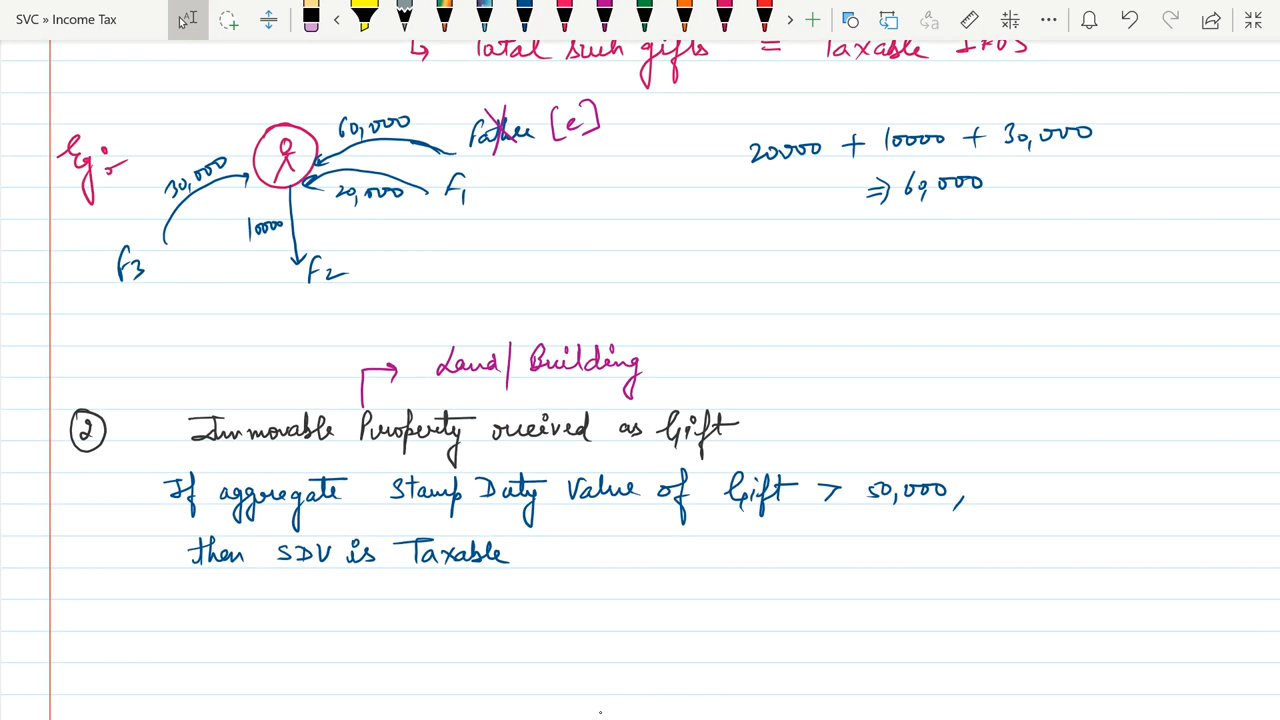 SVC » Income Tax
↳ Total such gifts = Taxable IFOS
Eg:-
60,000
Father [e]
30,000
20,000 F1
10000
F3
F2
20000 + 10000 + 30,000
⇒ 60,000
Land/Building
② Immovable Property received as Gift
If aggregate Stamp Duty Value of Gift > 50,000,
then SDV is Taxable